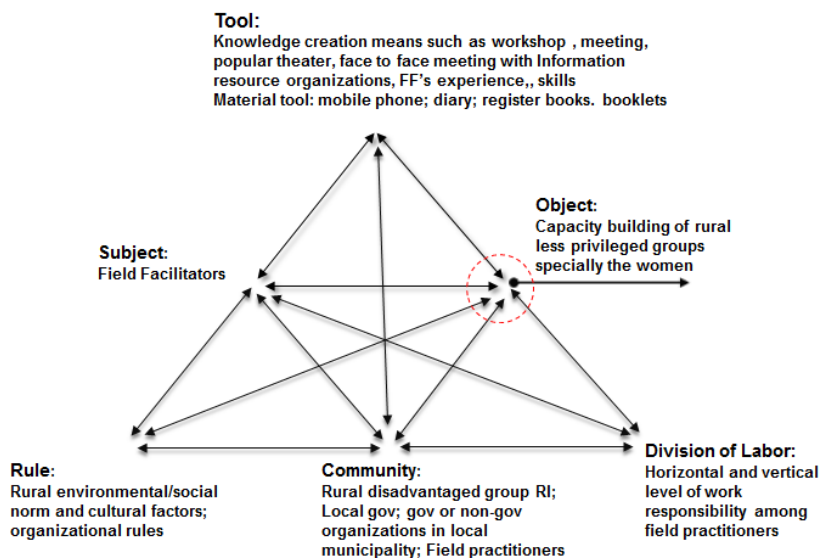 Tool:
Knowledge creation means such as workshop , meeting,
popular theater, face to face meeting with Information
resource organizations, FF's experience,, skills
Material tool: mobile phone; diary; register books. booklets
Object:
Capacity building of rural
less privileged groups
specially the women
Subject:
Field Facilitators
Rule:
Rural environmental/social
norm and cultural factors;
organizational rules
Community:
Rural disadvantaged group RI;
Local gov; gov or non-gov
organizations in local
municipality; Field practitioners
Division of Labor:
Horizontal and vertical
level of work
responsibility among
field practitioners